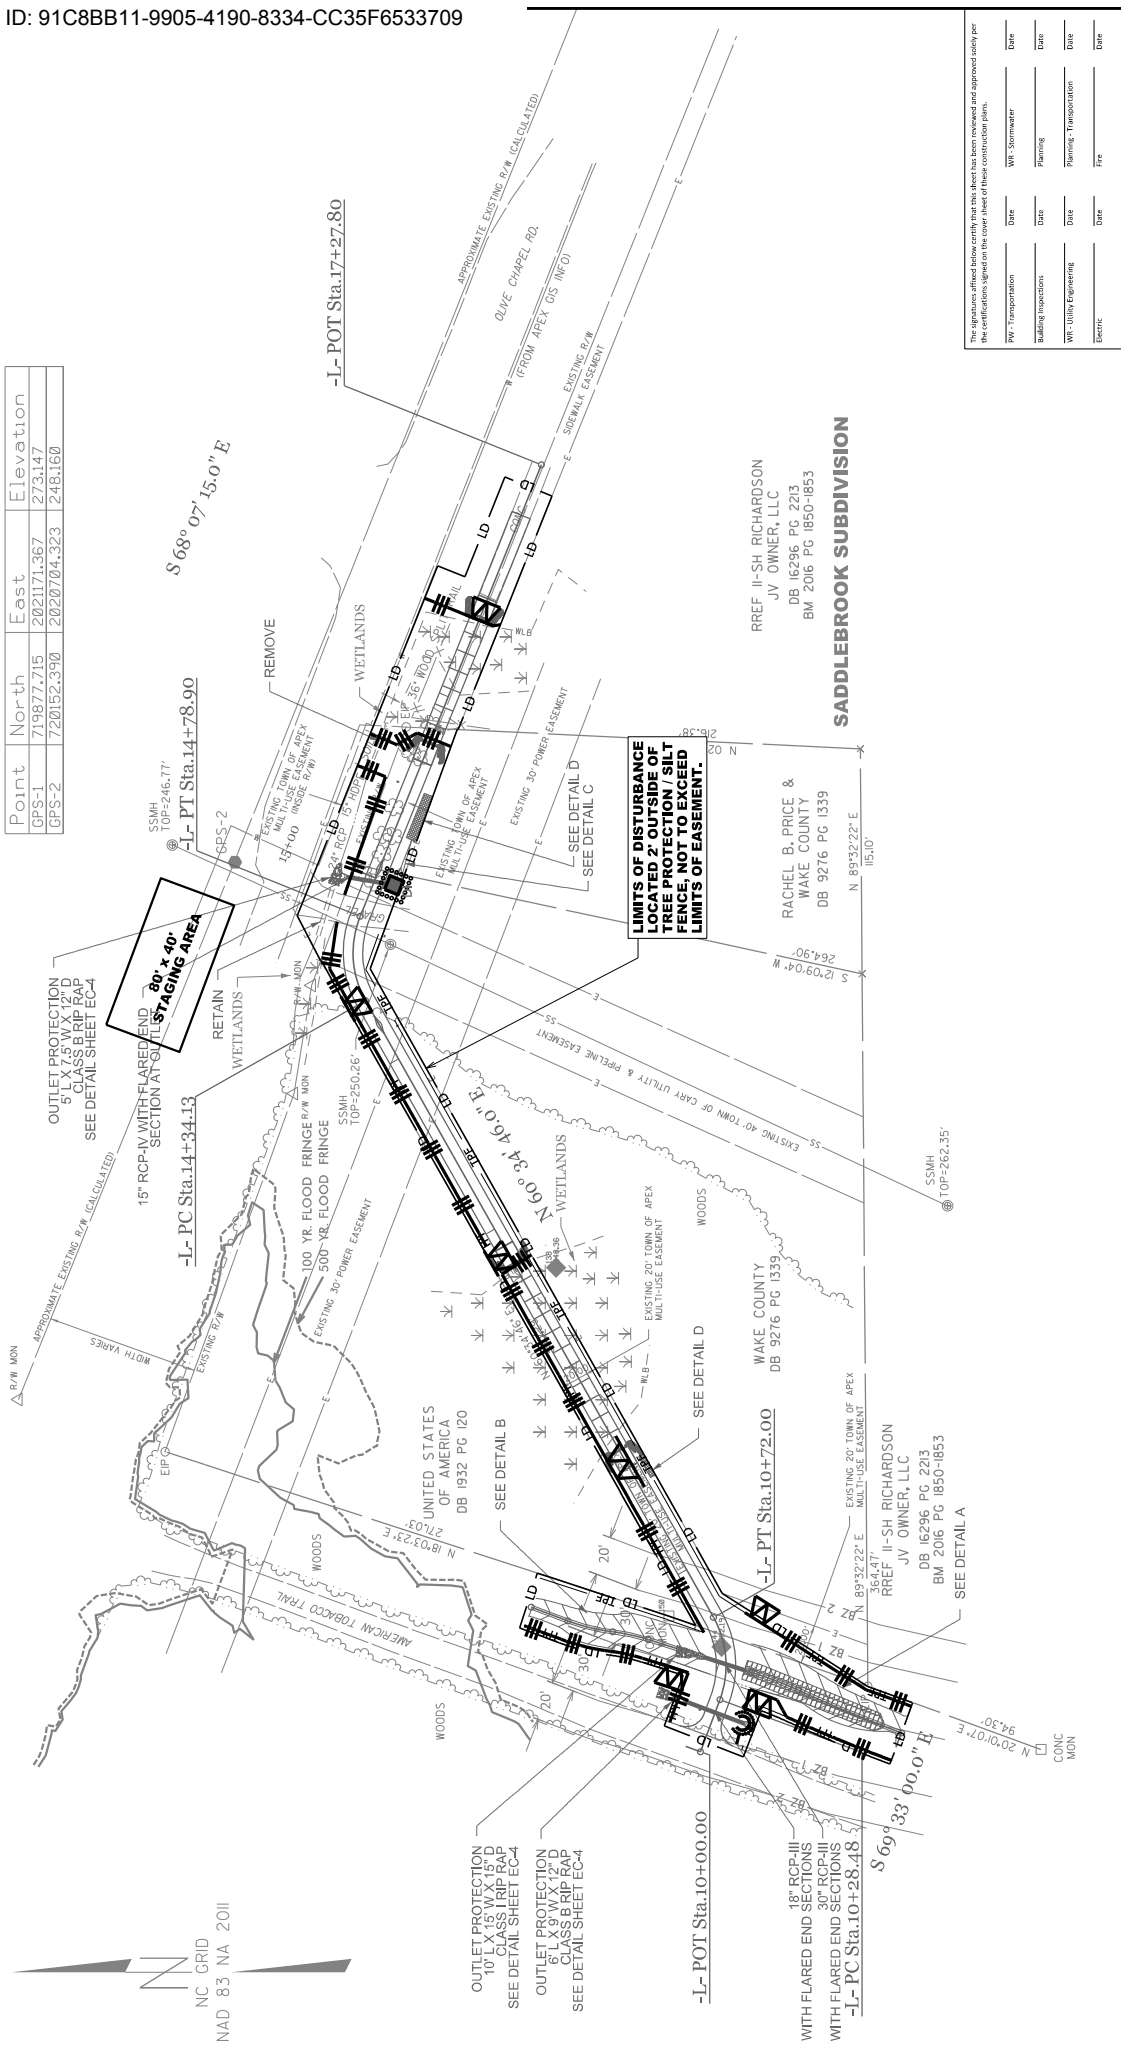 ID: 91C8BB11-9905-4190-8334-CC35F6533709
The signatures affixed below certify that this sheet has been reviewed and approved solely per
the certifications signed on the cover sheet of these construction plans.
PW - Transportation Date WR - Stormwater Date
Building Inspections Date Planning Date
WR - Utility Engineering Date Planning - Transportation Date
Electric Date Fire Date
Point North East Elevation
GPS-1 719877.715 2021171.367 273.147
GPS-2 720152.390 2020704.323 248.160
S 68° 07' 15.0" E
-L- POT Sta.17+27.80
APPROXIMATE EXISTING R/W (CALCULATED)
OLIVE CHAPEL RD.
(FROM APEX GIS INFO)
EXISTING R/W
SIDEWALK EASEMENT
REMOVE
WETLANDS
-L- PT Sta.14+78.90
SSMH
TOP=246.77'
GPS-2
EXISTING TOWN OF APEX
MULTI-USE EASEMENT
(INSIDE R/W)
15+00
EXISTING TOWN OF APEX
MULTI-USE EASEMENT
EXISTING 30' POWER EASEMENT
WLB
CONC
GRAVEL
SEE DETAIL D
SEE DETAIL C
RREF II-SH RICHARDSON
JV OWNER, LLC
DB 16296 PG 2213
BM 2016 PG 1850-1853
SADDLEBROOK SUBDIVISION
LIMITS OF DISTURBANCE
LOCATED 2' OUTSIDE OF
TREE PROTECTION / SILT
FENCE, NOT TO EXCEED
LIMITS OF EASEMENT.
216.38'
RACHEL B. PRICE &
WAKE COUNTY
DB 9276 PG 1339
N 89°32'22" E
115.10'
S 12°09'04" W
264.90'
80' x 40'
STAGING AREA
OUTLET PROTECTION
5' L X 7.5' W X 12" D
CLASS B RIP RAP
SEE DETAIL SHEET EC-4
15" RCP-IV WITH FLARED END
SECTION AT OUTLET
RETAIN
WETLANDS
R/W MON
R/W MON
-L- PC Sta.14+34.13
SSMH
TOP=250.26'
100 YR. FLOOD FRINGE
500 YR. FLOOD FRINGE
EXISTING 30' POWER EASEMENT
R/W MON
APPROXIMATE EXISTING R/W (CALCULATED)
WIDTH VARIES
EXISTING R/W
EIP
N 60° 34' 46.0" E
EXISTING 40' TOWN OF CARY UTILITY & PIPELINE EASEMENT
SSMH
TOP=262.35'
WETLANDS
WOODS
EXISTING 20' TOWN OF APEX
MULTI-USE EASEMENT
WLB
WAKE COUNTY
DB 9276 PG 1339
SEE DETAIL D
UNITED STATES
OF AMERICA
DB 1932 PG 120
SEE DETAIL B
N 18°03'23" E
271.03'
WOODS
AMERICAN TOBACCO TRAIL
WOODS
-L- PT Sta.10+72.00
EXISTING 20' TOWN OF APEX
MULTI-USE EASEMENT
N 89°32'22" E
364.47'
RREF II-SH RICHARDSON
JV OWNER, LLC
DB 16296 PG 2213
BM 2016 PG 1850-1853
SEE DETAIL A
20'
30'
30'
20'
BZ 2
BZ 1
BZ 1
BZ 2
N 20°01'07" E
94.30'
CONC
MON
S 69° 33' 00.0" E
OUTLET PROTECTION
10' L X 15' W X 15" D
CLASS I RIP RAP
SEE DETAIL SHEET EC-4
OUTLET PROTECTION
6' L X 9' W X 12" D
CLASS B RIP RAP
SEE DETAIL SHEET EC-4
-L- POT Sta.10+00.00
18" RCP-III
WITH FLARED END SECTIONS
30" RCP-III
WITH FLARED END SECTIONS
-L- PC Sta.10+28.48
NC GRID
NAD 83 NA 2011